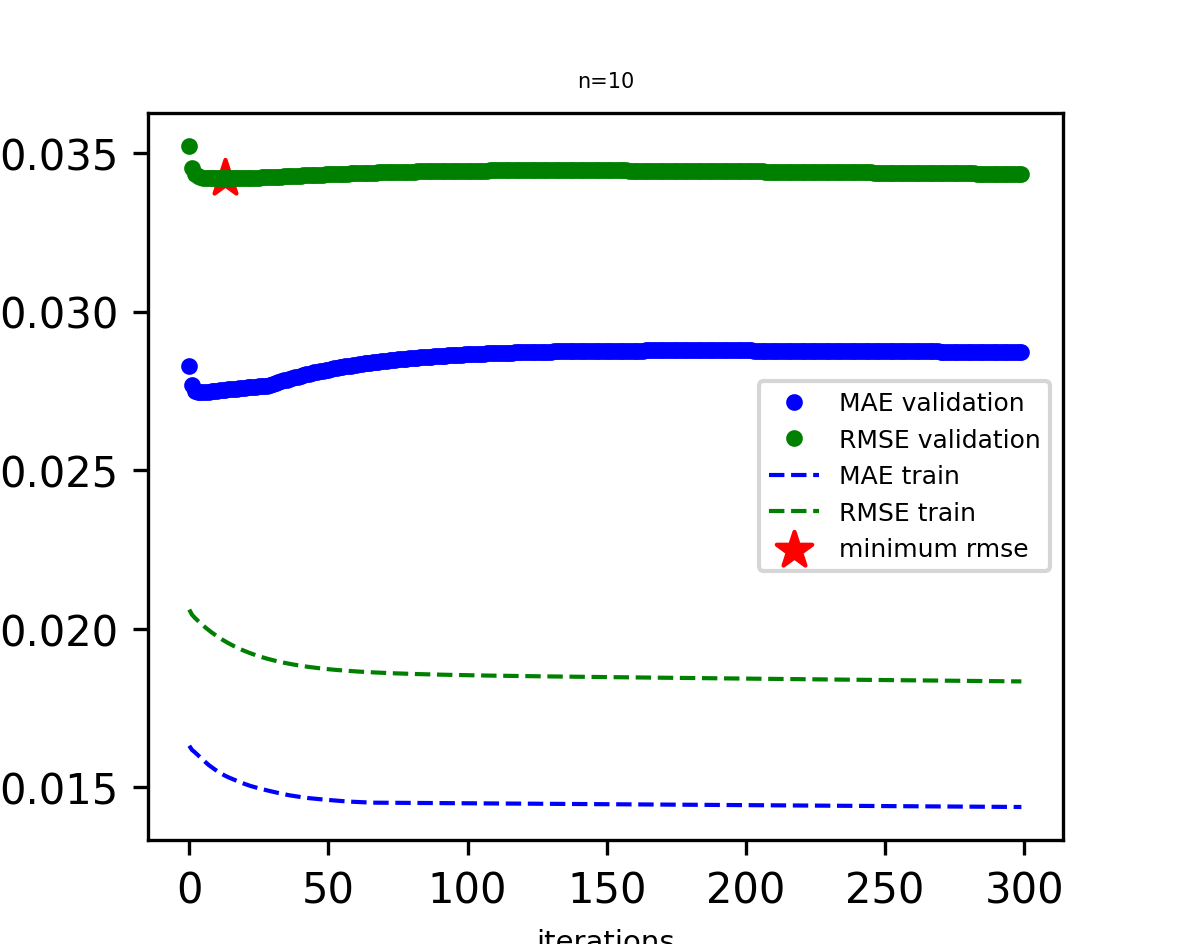 n=10
0.035
0.030
0.025
0.020
0.015
MAE validation
RMSE validation
MAE train
RMSE train
minimum rmse
0 50 100 150 200 250 300
iterations